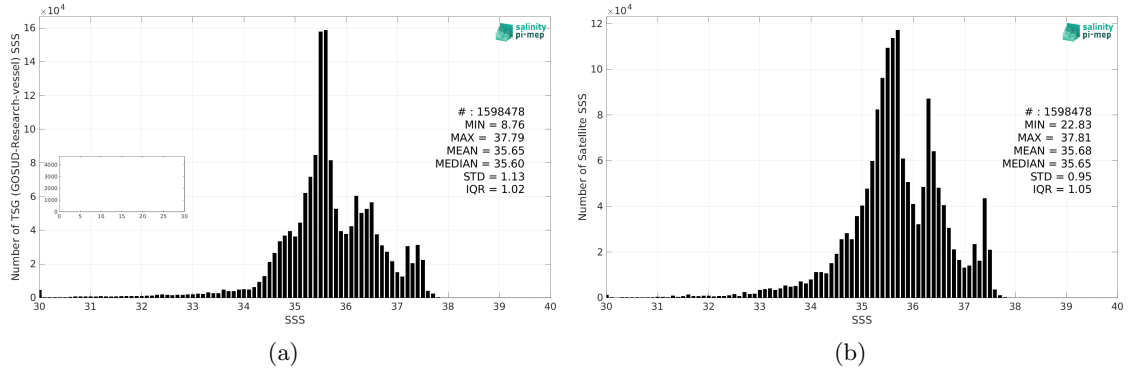 ×10⁴
salinity
pi-mep
16
14
12
10
8
6
4
2
0
Number of TSG (GOSUD-Research-vessel) SSS
# : 1598478
MIN = 8.76
MAX = 37.79
MEAN = 35.65
MEDIAN = 35.60
STD = 1.13
IQR = 1.02
4000
3000
2000
1000
0
0 5 10 15 20 25 30
30 31 32 33 34 35 36 37 38 39 40
SSS
(a)
×10⁴
salinity
pi-mep
12
10
8
6
4
2
0
Number of Satellite SSS
# : 1598478
MIN = 22.83
MAX = 37.81
MEAN = 35.68
MEDIAN = 35.65
STD = 0.95
IQR = 1.05
30 31 32 33 34 35 36 37 38 39 40
SSS
(b)